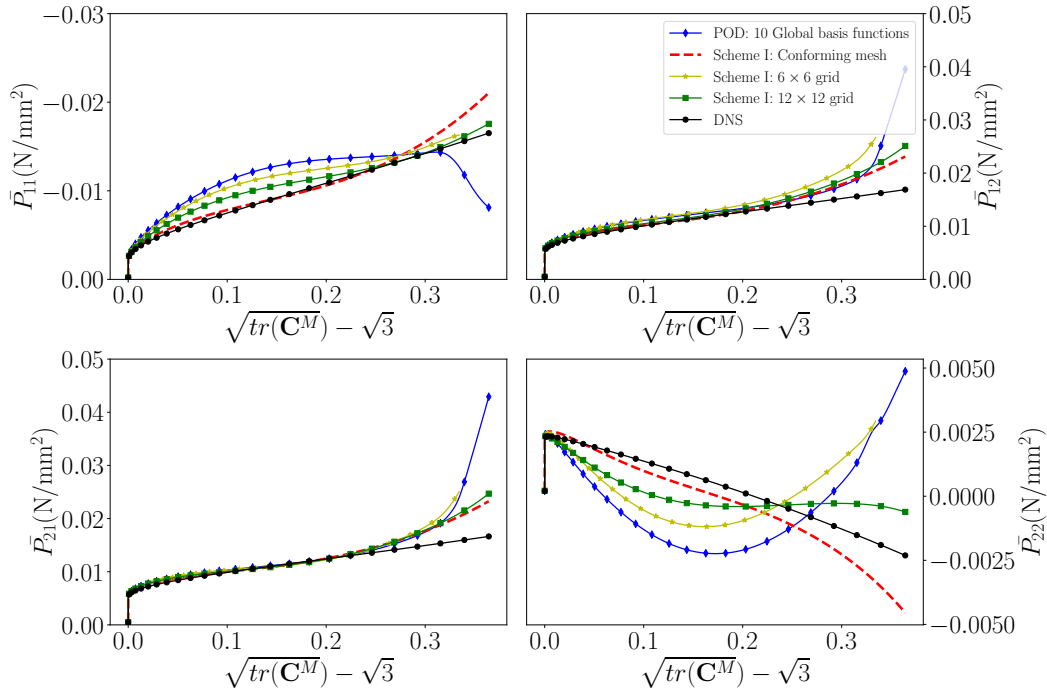 −0.03
−0.02
−0.01
0.00
P̄₁₁(N/mm²)
0.0
0.1
0.2
0.3
√tr(𝐂ᴹ) − √3
POD: 10 Global basis functions
Scheme I: Conforming mesh
Scheme I: 6 × 6 grid
Scheme I: 12 × 12 grid
DNS
0.05
0.04
0.03
0.02
0.01
0.00
P̄₁₂(N/mm²)
0.0
0.1
0.2
0.3
√tr(𝐂ᴹ) − √3
0.05
0.04
0.03
0.02
0.01
0.00
P̄₂₁(N/mm²)
0.0
0.1
0.2
0.3
√tr(𝐂ᴹ) − √3
0.0050
0.0025
0.0000
−0.0025
−0.0050
P̄₂₂(N/mm²)
0.0
0.1
0.2
0.3
√tr(𝐂ᴹ) − √3